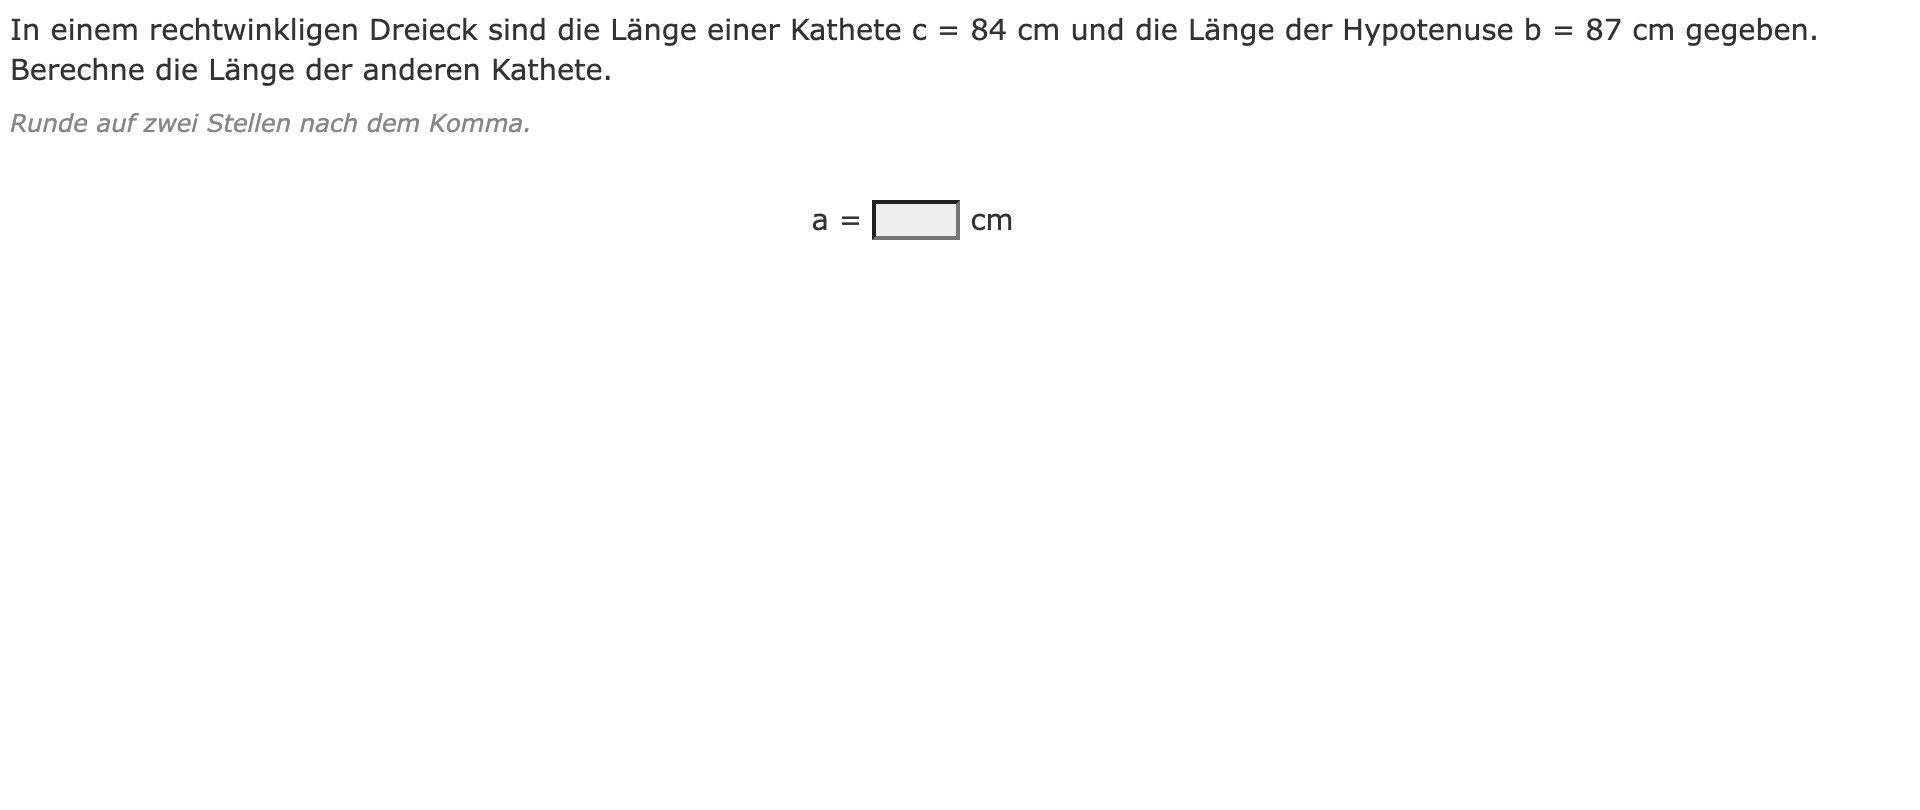 In einem rechtwinkligen Dreieck sind die Länge einer Kathete c = 84 cm und die Länge der Hypotenuse b = 87 cm gegeben.
Berechne die Länge der anderen Kathete.
Runde auf zwei Stellen nach dem Komma.
a = cm